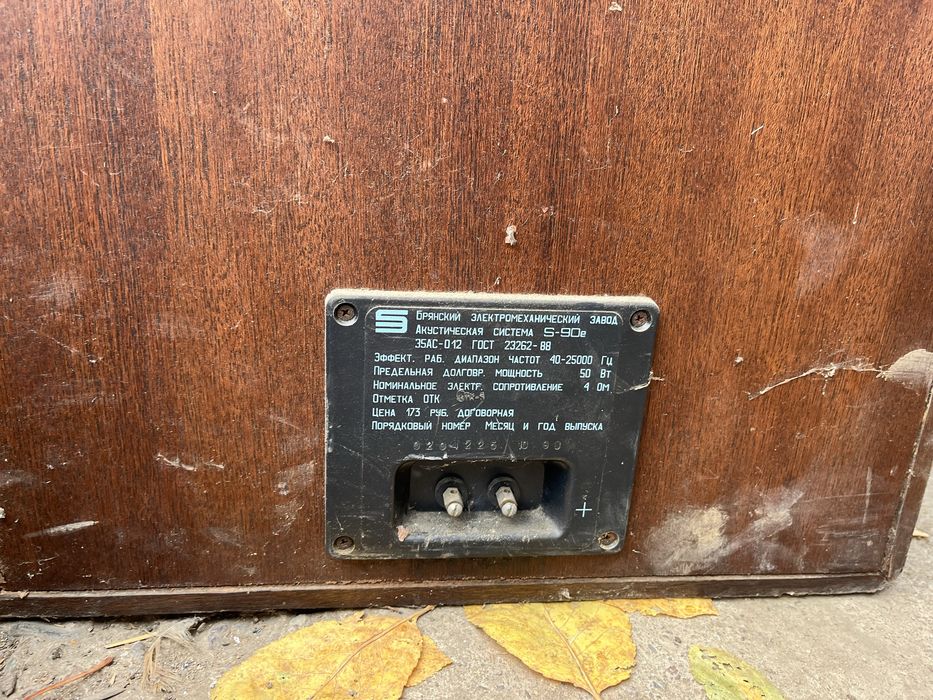 БРЯНСКИЙ ЭЛЕКТРОМЕХАНИЧЕСКИЙ ЗАВОД
АКУСТИЧЕСКАЯ СИСТЕМА S-90е
35АС-012 ГОСТ 23262-88
ЭФФЕКТ. РАБ. ДИАПАЗОН ЧАСТОТ 40-25000 Гц
ПРЕДЕЛЬНАЯ ДОЛГОВР. МОЩНОСТЬ 50 Вт
НОМИНАЛЬНОЕ ЭЛЕКТР. СОПРОТИВЛЕНИЕ 4 Ом
ОТМЕТКА ОТК
ЦЕНА 173 РУБ. ДОГОВОРНАЯ
ПОРЯДКОВЫЙ НОМЕР МЕСЯЦ И ГОД ВЫПУСКА
10 90
+